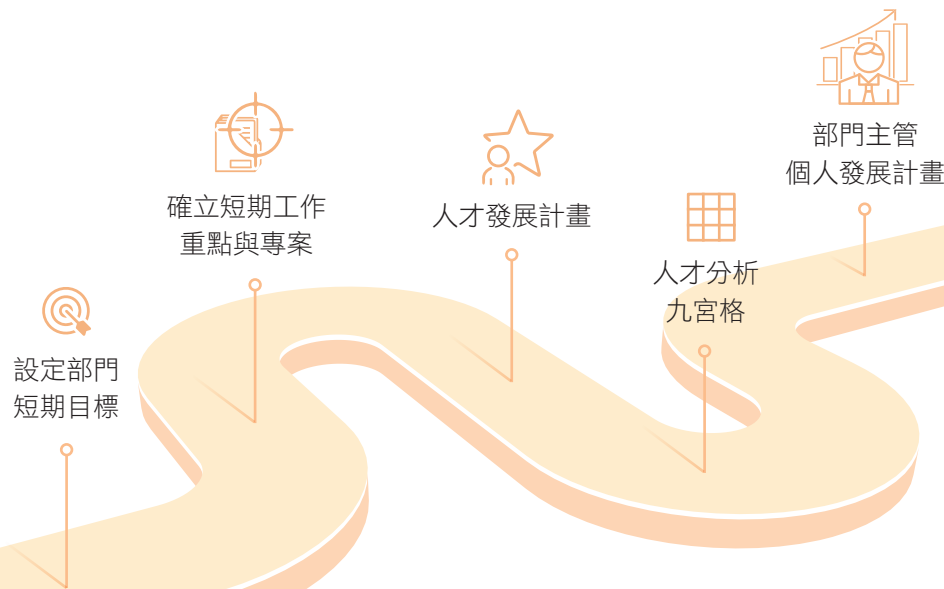 設定部門
短期目標
確立短期工作
重點與專案
人才發展計畫
人才分析
九宮格
部門主管
個人發展計畫